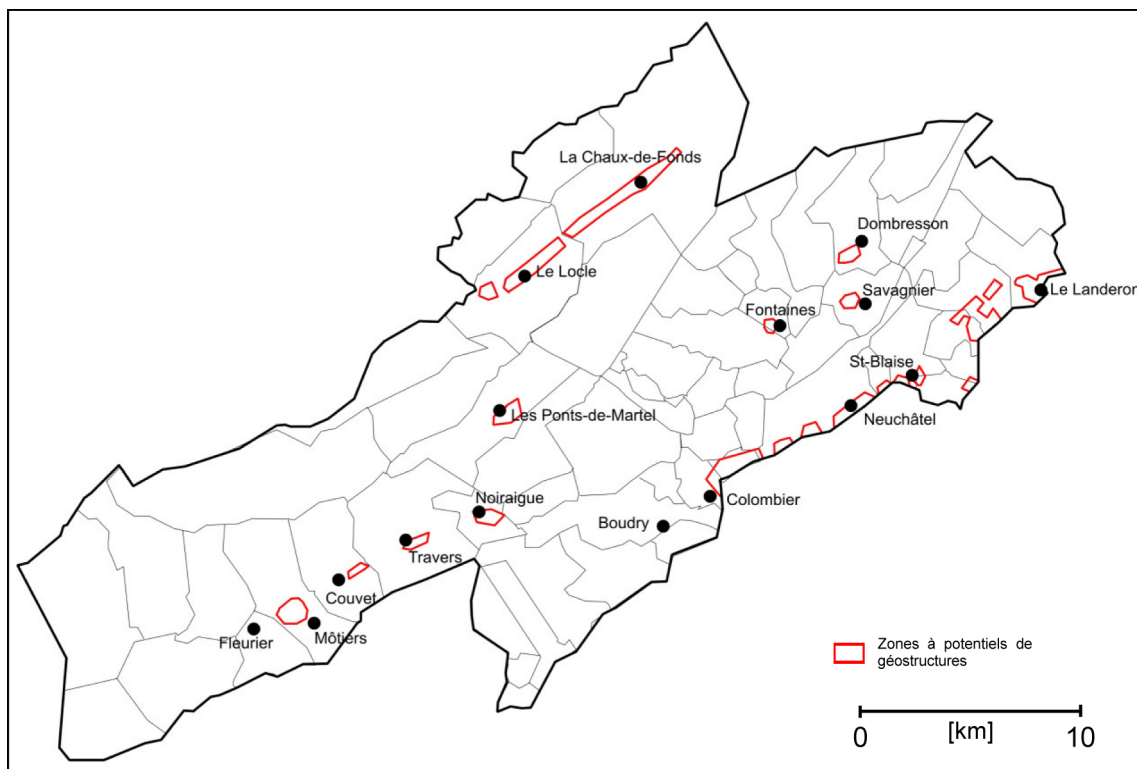 La Chaux-de-Fonds
Dombresson
Le Locle
Savagnier
Le Landeron
Fontaines
St-Blaise
Les Ponts-de-Martel
Neuchâtel
Noiraigue
Colombier
Boudry
Travers
Couvet
Fleurier
Môtiers
Zones à potentiels de
géostructures
0
[km]
10